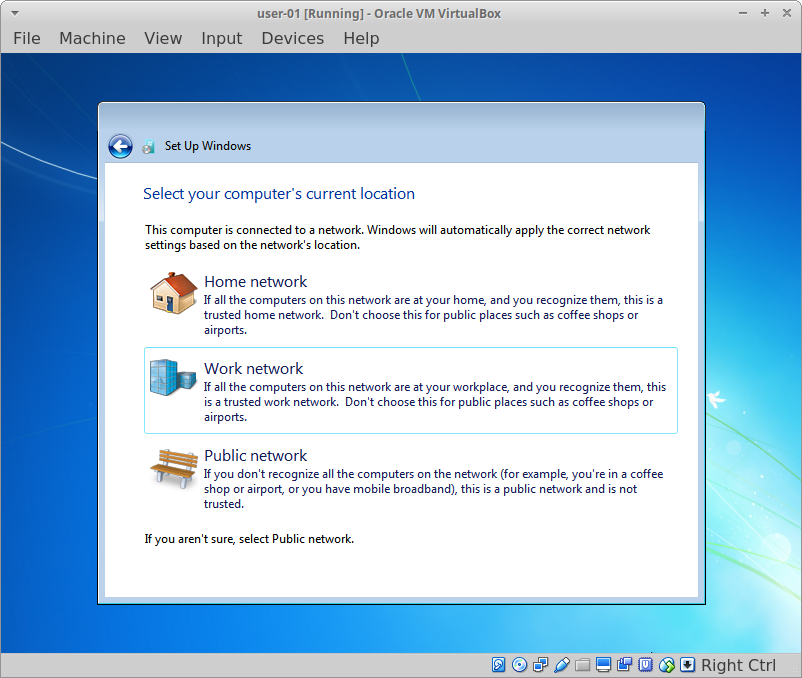 user-01 [Running] - Oracle VM VirtualBox
File Machine View Input Devices Help
Set Up Windows
Select your computer's current location
This computer is connected to a network. Windows will automatically apply the correct network
settings based on the network's location.
Home network
If all the computers on this network are at your home, and you recognize them, this is a
trusted home network. Don't choose this for public places such as coffee shops or
airports.
Work network
If all the computers on this network are at your workplace, and you recognize them, this
is a trusted work network. Don't choose this for public places such as coffee shops or
airports.
Public network
If you don't recognize all the computers on the network (for example, you're in a coffee
shop or airport, or you have mobile broadband), this is a public network and is not
trusted.
If you aren't sure, select Public network.
Right Ctrl